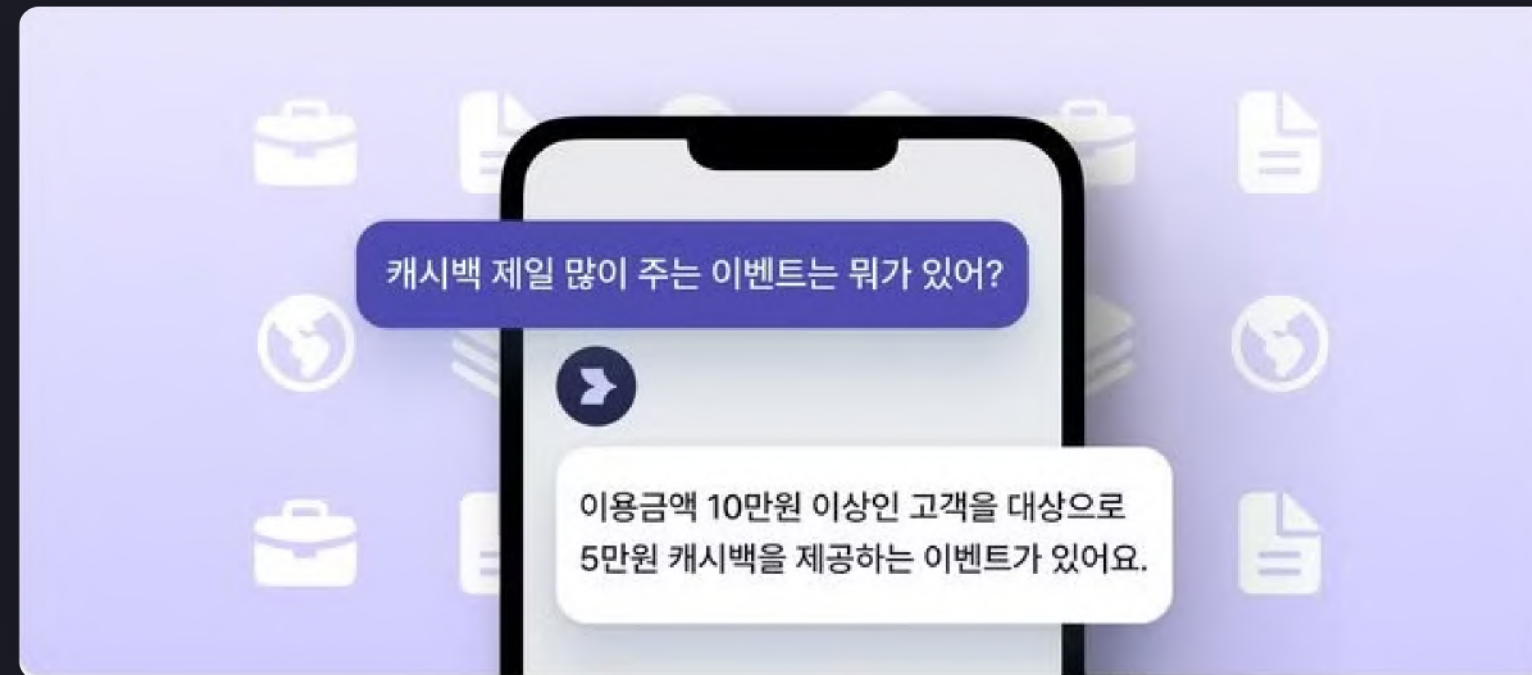 캐시백 제일 많이 주는 이벤트는 뭐가 있어?
이용금액 10만원 이상인 고객을 대상으로
5만원 캐시백을 제공하는 이벤트가 있어요.